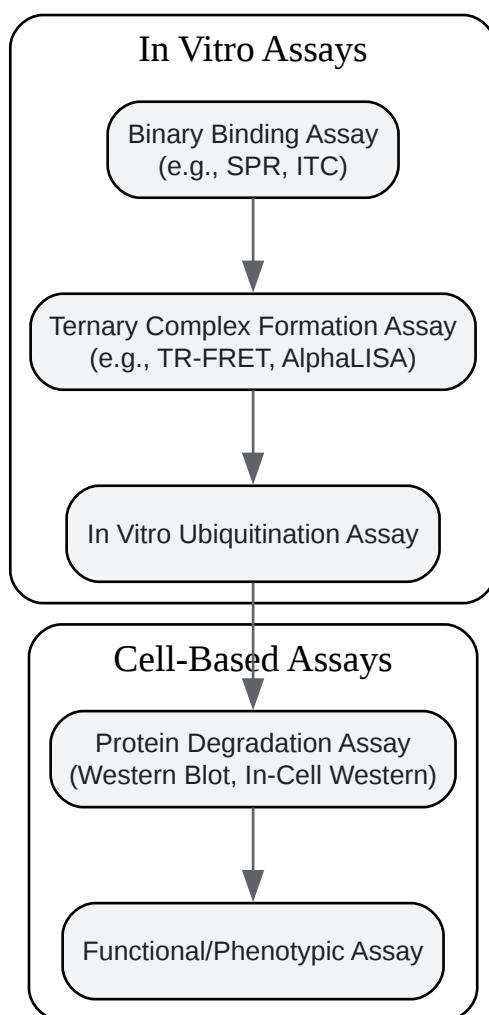 In Vitro Assays
Binary Binding Assay
(e.g., SPR, ITC)
Ternary Complex Formation Assay
(e.g., TR-FRET, AlphaLISA)
In Vitro Ubiquitination Assay
Cell-Based Assays
Protein Degradation Assay
(Western Blot, In-Cell Western)
Functional/Phenotypic Assay